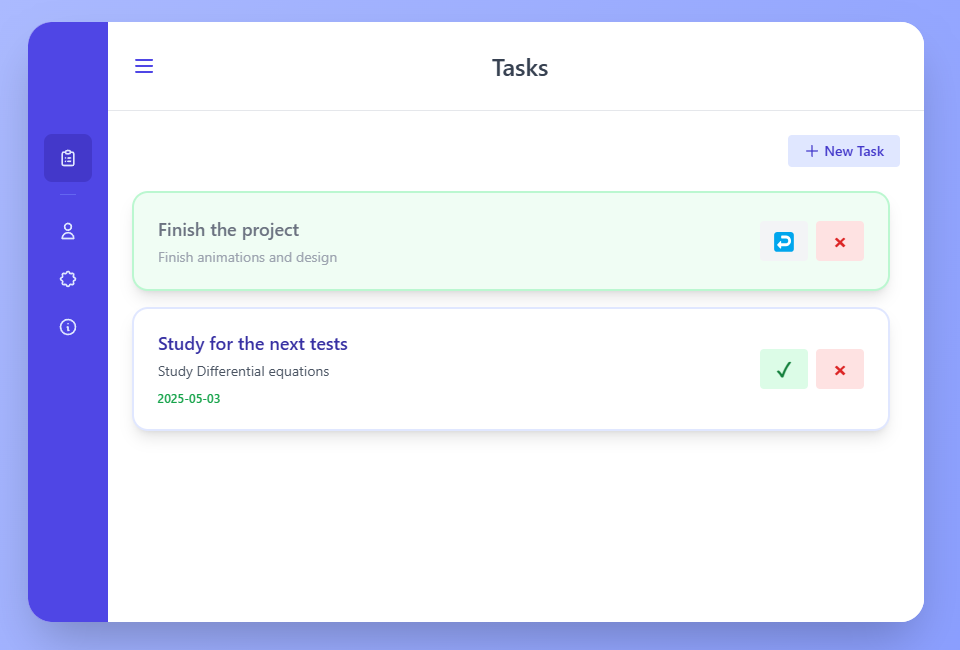 Tasks
New Task
Finish the project
Finish animations and design
Study for the next tests
Study Differential equations
2025-05-03